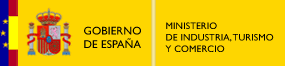 GOBIERNO
DE ESPAÑA
MINISTERIO
DE INDUSTRIA, TURISMO
Y COMERCIO